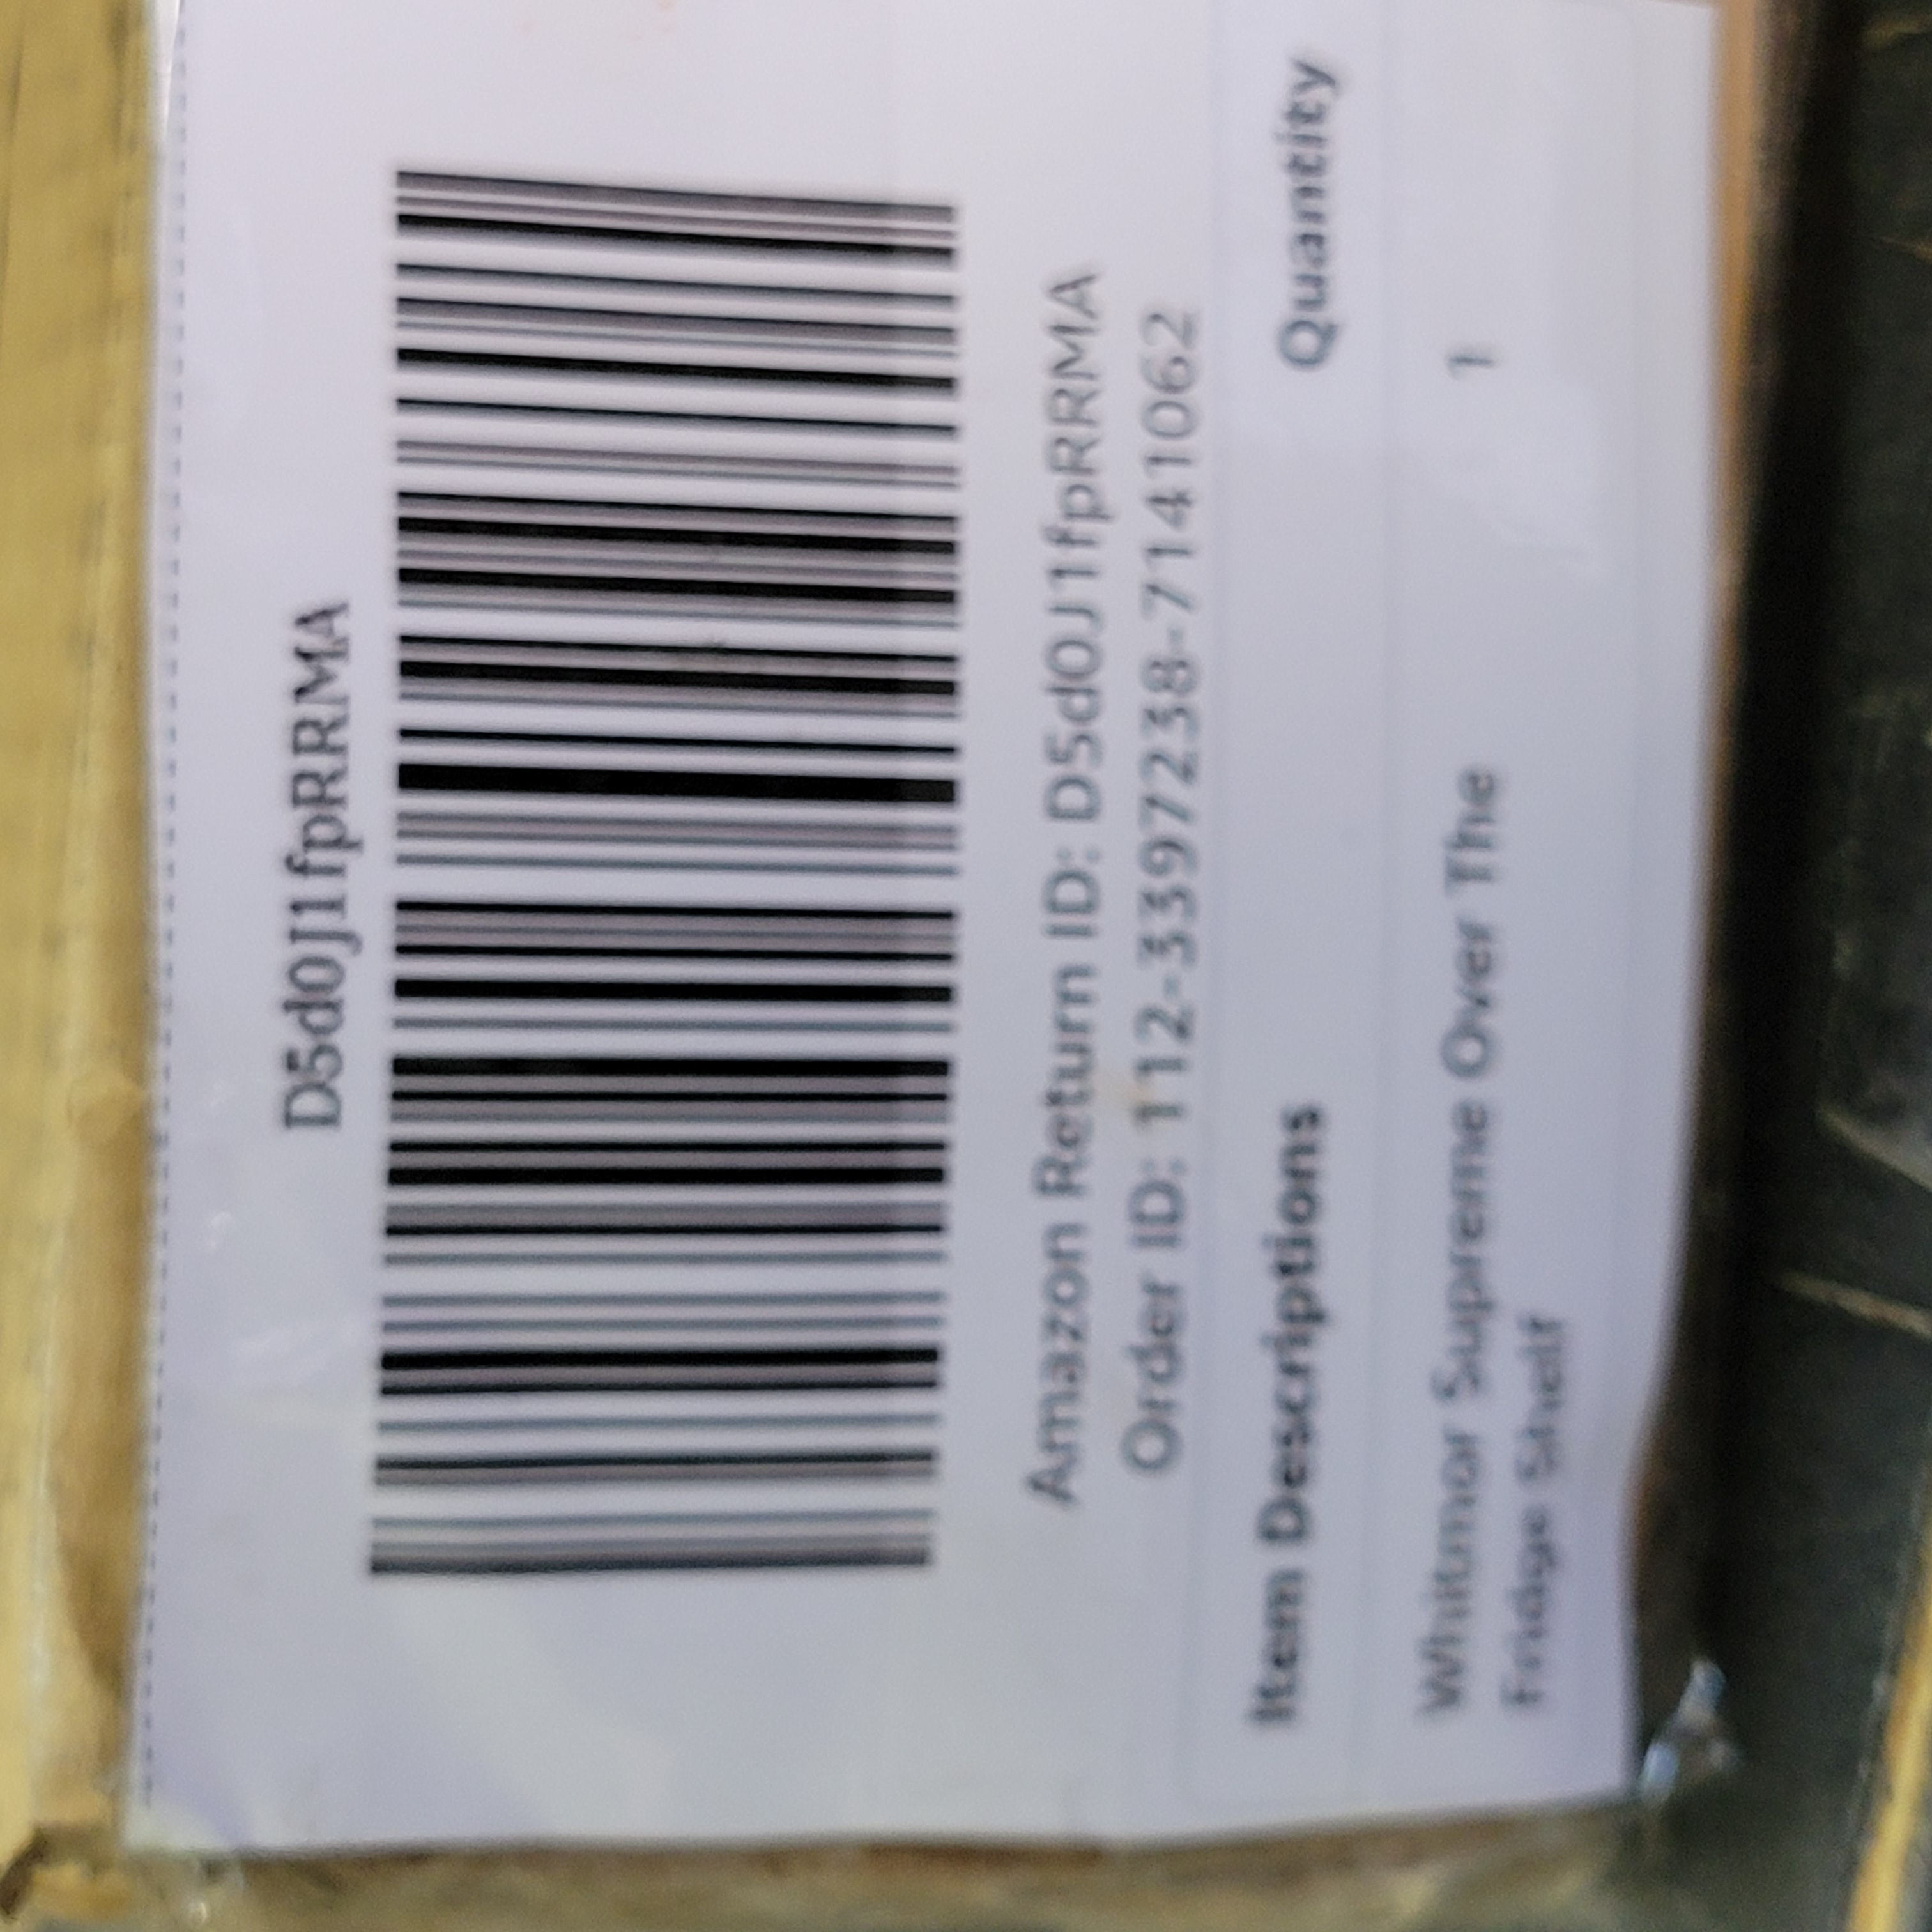 D5d0J1fpRRMA
Amazon Return ID: D5d0J1fpRRMA
Order ID: 112-3397238-7141062
Item Descriptions Quantity
Whitmor Supreme Over The 1
Fridge Shelf